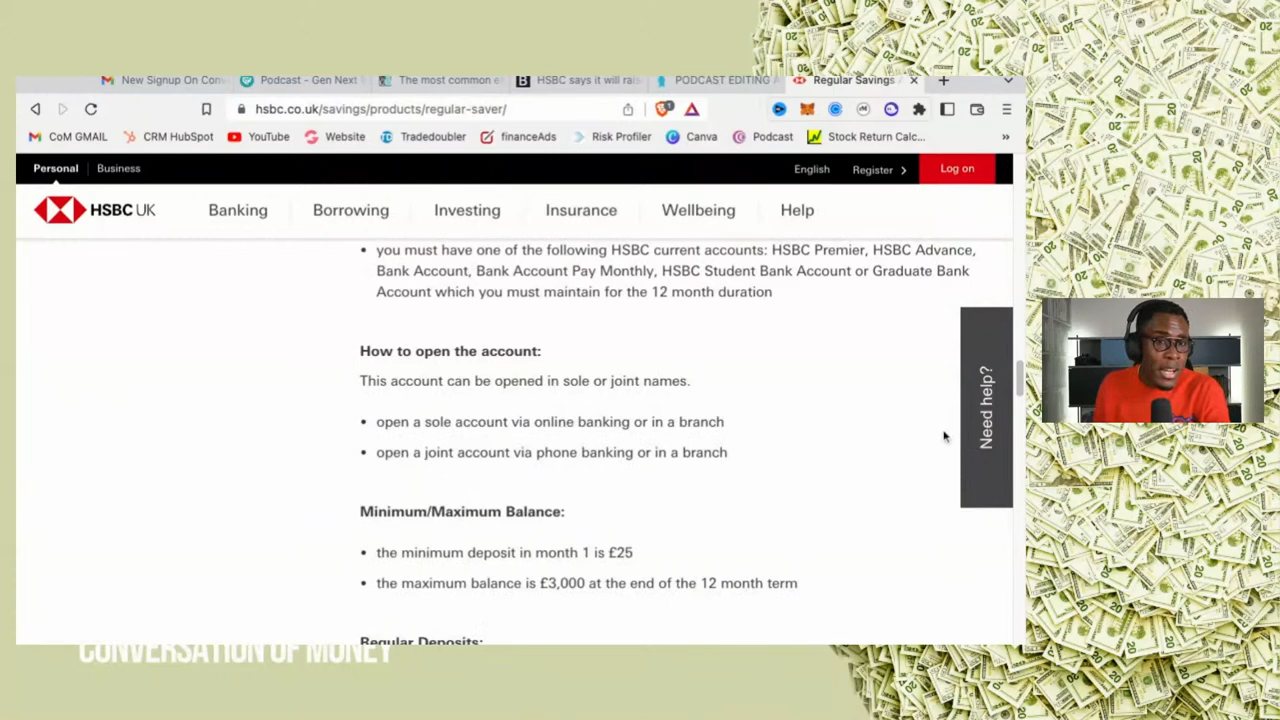 New Signup On Con
Podcast - Gen Next
The most common e
HSBC says it will rai
PODCAST EDITING
Regular Savings
hsbc.co.uk/savings/products/regular-saver/
CoM GMAIL
CRM HubSpot
YouTube
Website
Tradedoubler
financeAds
Risk Profiler
Canva
Podcast
Stock Return Calc...
Personal
Business
English
Register
Log on
HSBC UK
Banking
Borrowing
Investing
Insurance
Wellbeing
Help
• you must have one of the following HSBC current accounts: HSBC Premier, HSBC Advance,
Bank Account, Bank Account Pay Monthly, HSBC Student Bank Account or Graduate Bank
Account which you must maintain for the 12 month duration
How to open the account:
This account can be opened in sole or joint names.
• open a sole account via online banking or in a branch
• open a joint account via phone banking or in a branch
Need help?
Minimum/Maximum Balance:
• the minimum deposit in month 1 is £25
• the maximum balance is £3,000 at the end of the 12 month term
Regular Deposits:
CONVERSATION OF MONEY